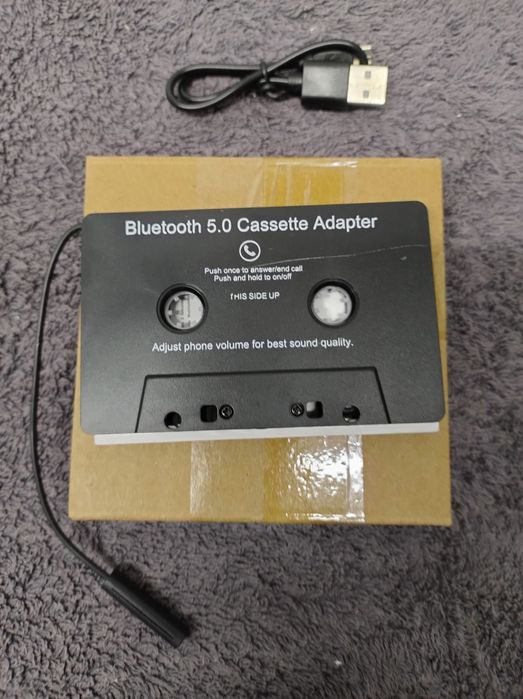 Bluetooth 5.0 Cassette Adapter
Push once to answer/end call
Push and hold to on/off
THIS SIDE UP
Adjust phone volume for best sound quality.